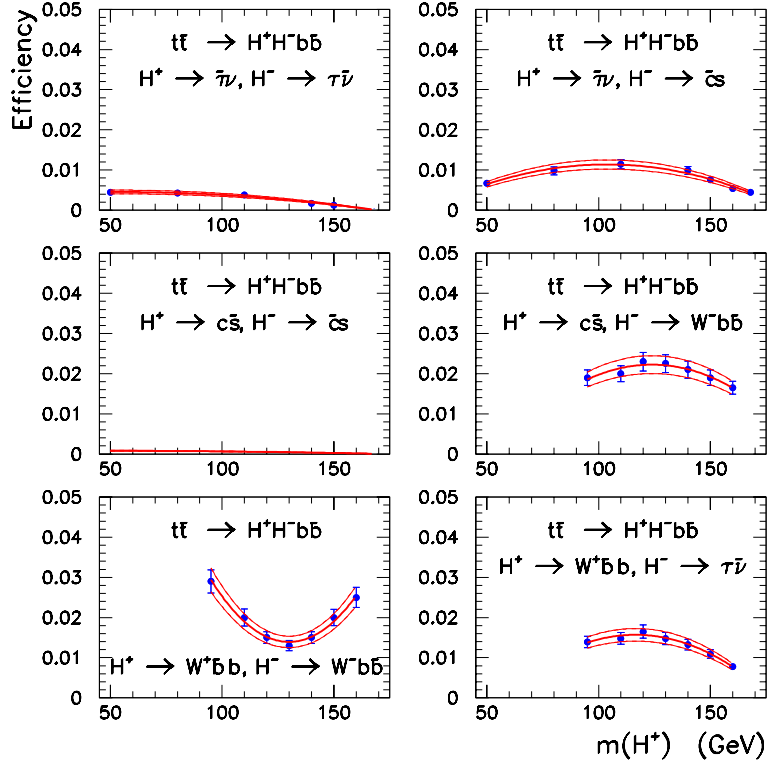 Efficiency
0.05
0.04
0.03
0.02
0.01
0
50 100 150
tt̄ → H⁺H⁻bb̄
H⁺ → τ̄ν, H⁻ → τν̄
0.05
0.04
0.03
0.02
0.01
0
50 100 150
tt̄ → H⁺H⁻bb̄
H⁺ → τ̄ν, H⁻ → c̄s
0.05
0.04
0.03
0.02
0.01
0
50 100 150
tt̄ → H⁺H⁻bb̄
H⁺ → cs̄, H⁻ → c̄s
0.05
0.04
0.03
0.02
0.01
0
50 100 150
tt̄ → H⁺H⁻bb̄
H⁺ → cs̄, H⁻ → W⁻bb̄
0.05
0.04
0.03
0.02
0.01
0
50 100 150
tt̄ → H⁺H⁻bb̄
H⁺ → W⁺b̄b, H⁻ → W⁻bb̄
0.05
0.04
0.03
0.02
0.01
0
50 100 150
tt̄ → H⁺H⁻bb̄
H⁺ → W⁺b̄b, H⁻ → τν̄
m(H⁺) (GeV)